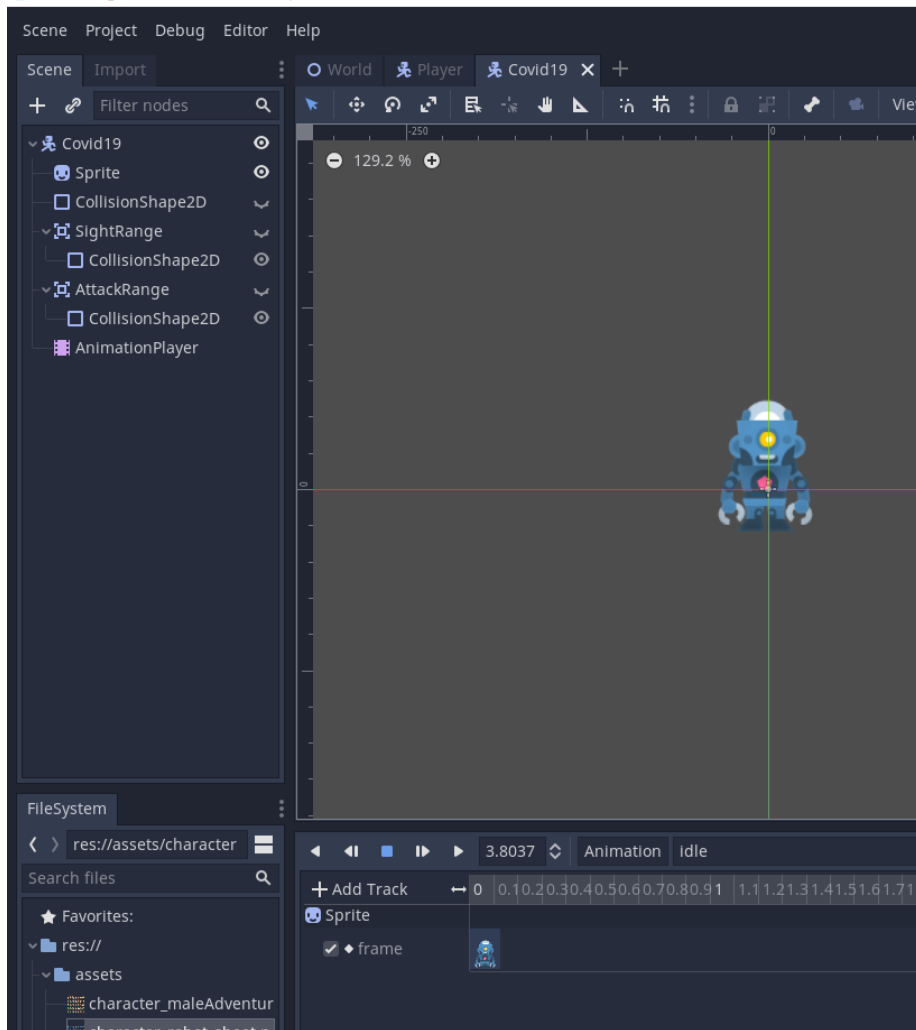 Scene Project Debug Editor Help
Scene Import
World Player Covid19
Filter nodes
View
-250
0
129.2 %
Covid19
Sprite
CollisionShape2D
SightRange
CollisionShape2D
AttackRange
CollisionShape2D
AnimationPlayer
0
FileSystem
res://assets/character
Search files
Favorites:
res://
assets
character_maleAdventur
3.8037 Animation idle
Add Track 0 0.1 0.2 0.3 0.4 0.5 0.6 0.7 0.8 0.9 1 1.1 1.2 1.3 1.4 1.5 1.6 1.7 1
Sprite
frame